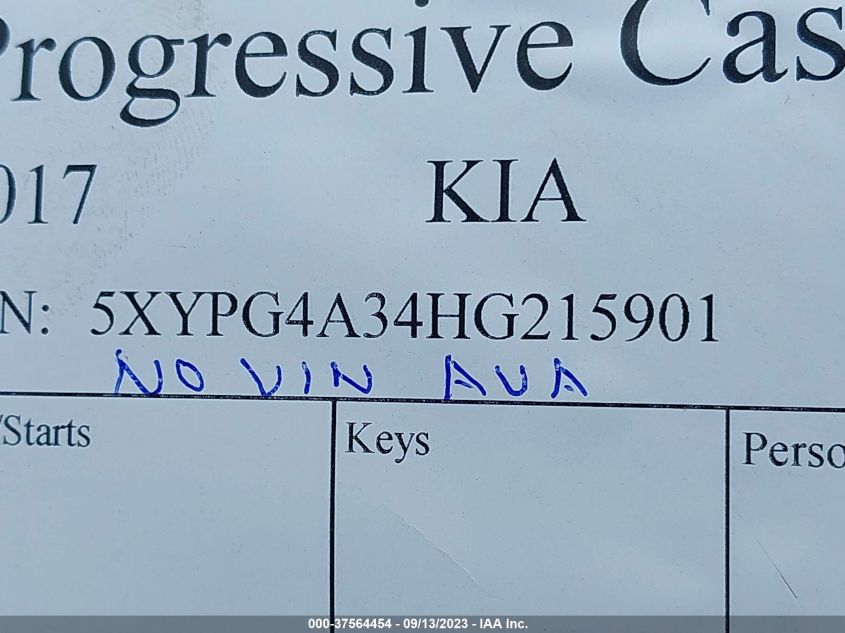 Progressive Cas
017 KIA
N: 5XYPG4A34HG215901
NO VIN AVA
/Starts Keys Perso
000-37564454 - 09/13/2023 - IAA Inc.